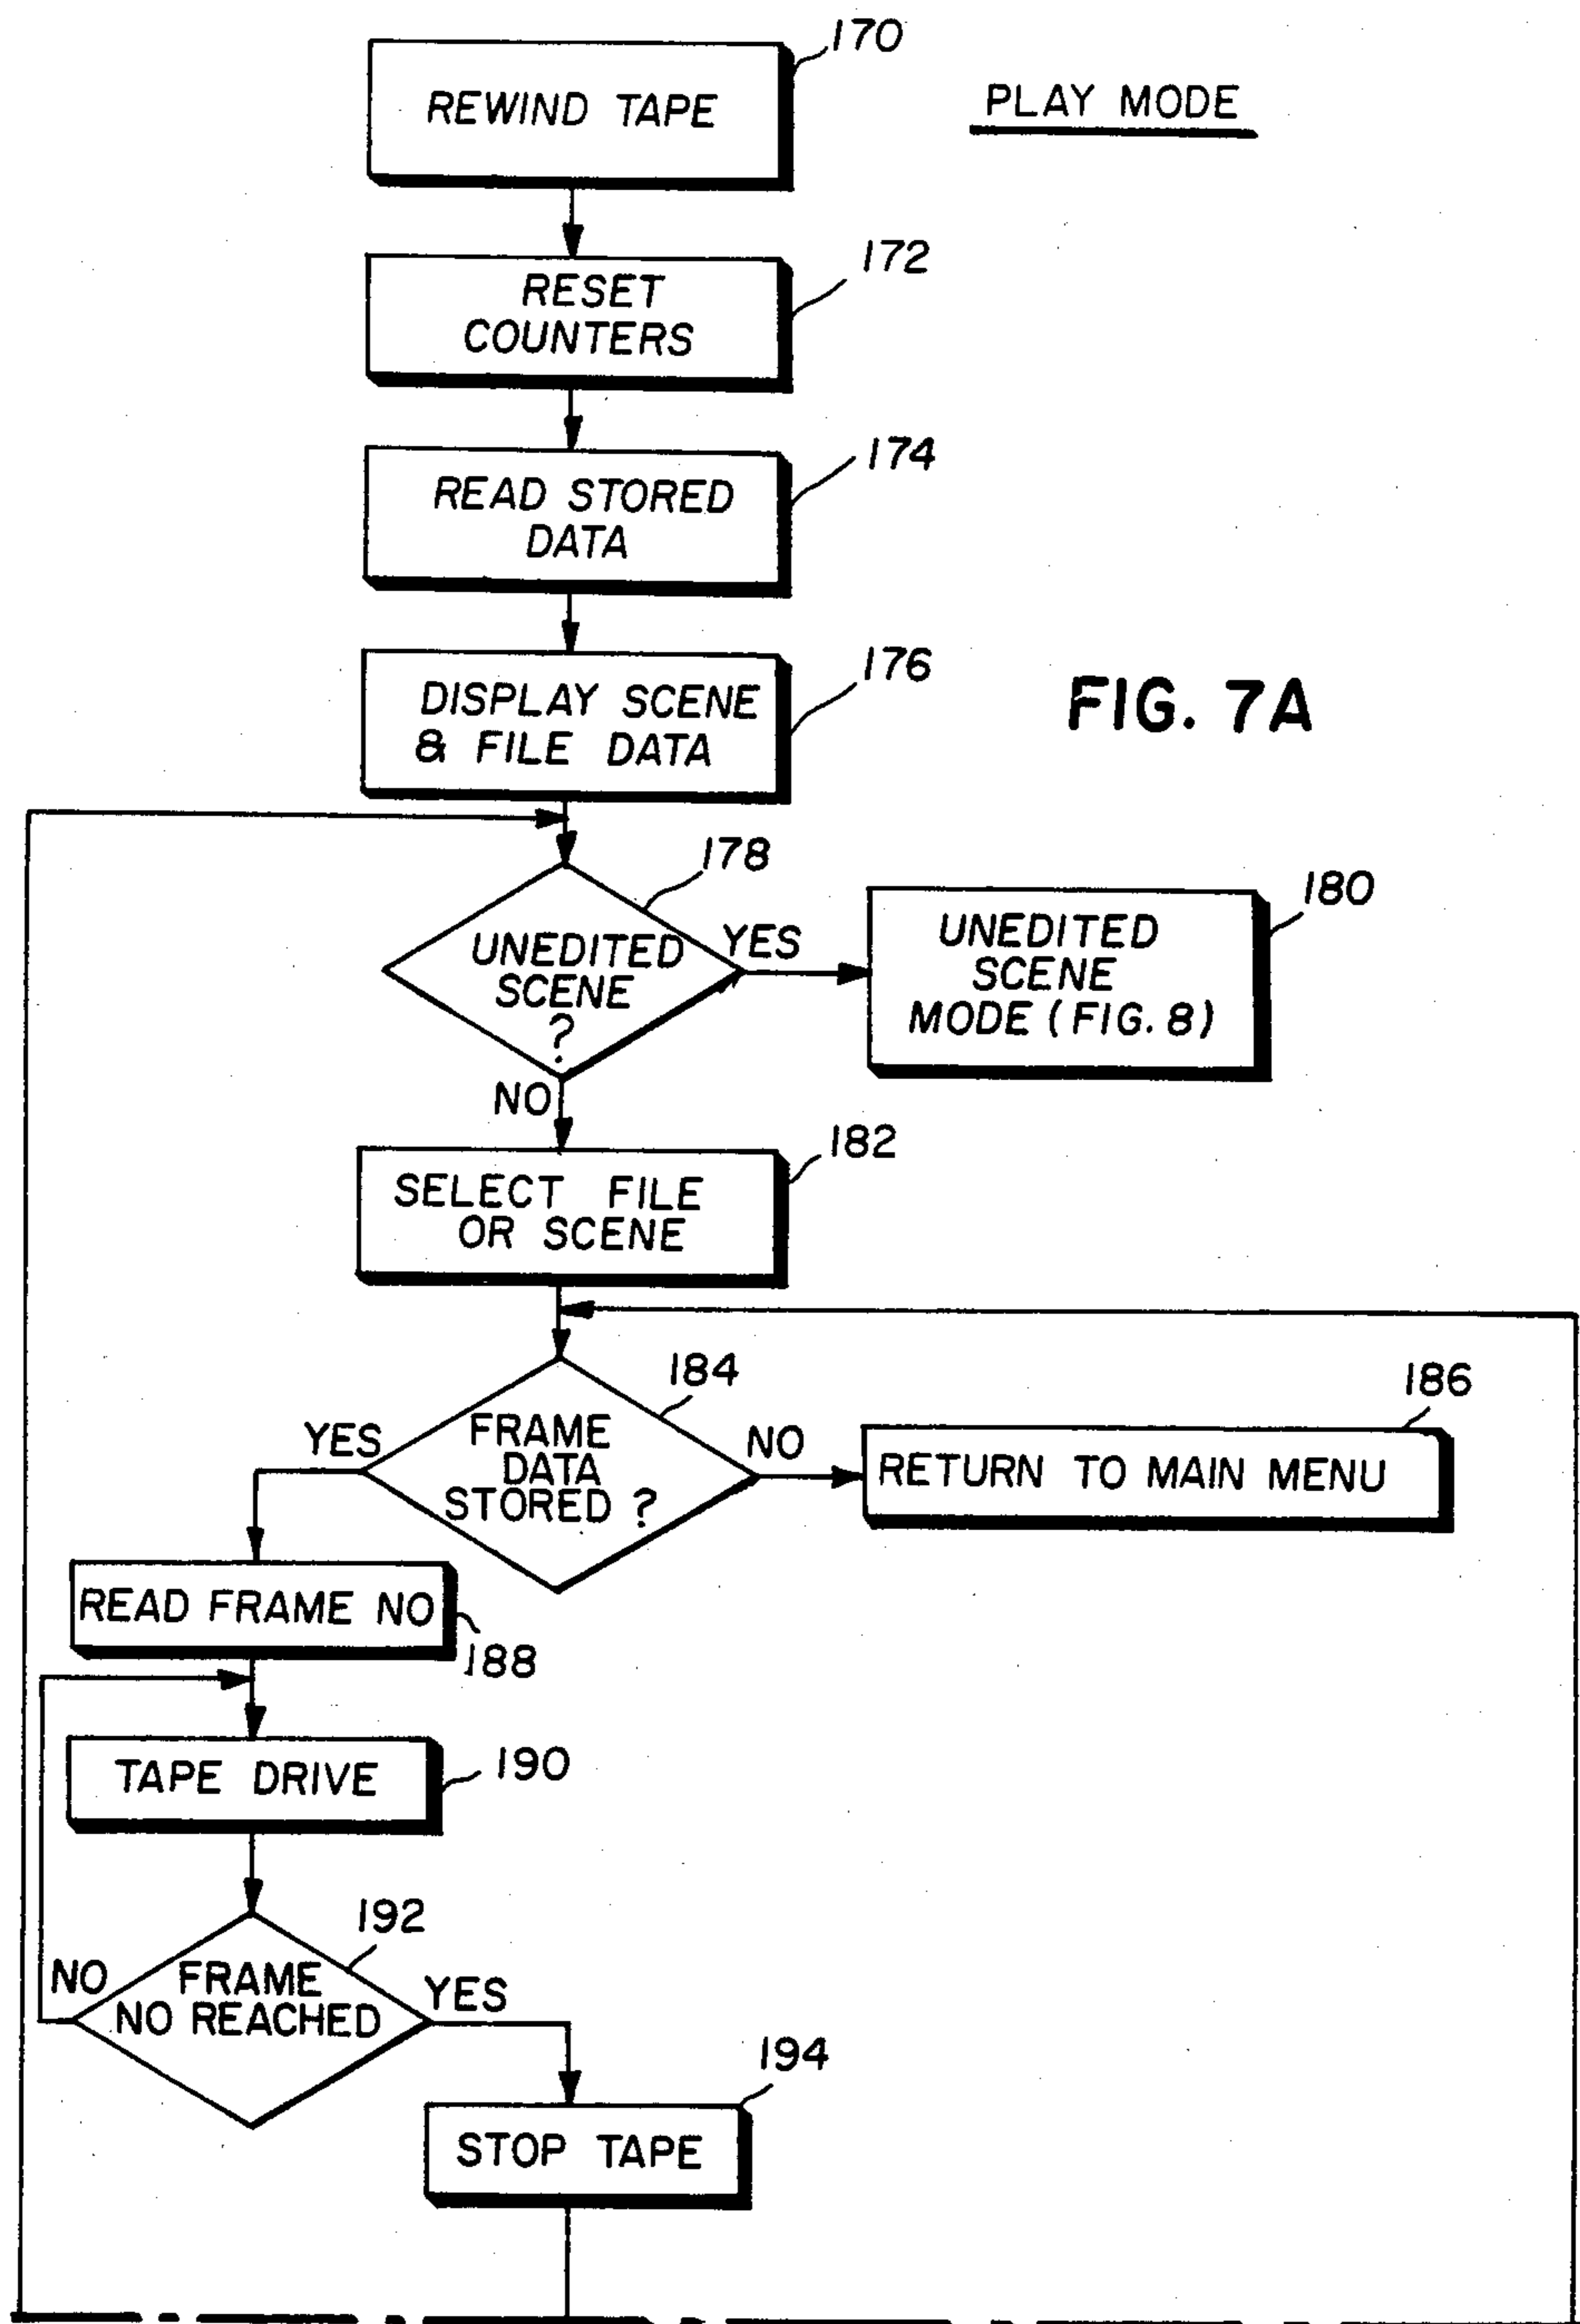 170
REWIND TAPE
PLAY MODE
172
RESET
COUNTERS
174
READ STORED
DATA
176
DISPLAY SCENE
& FILE DATA
FIG. 7A
178
UNEDITED
SCENE
?
YES
180
UNEDITED
SCENE
MODE (FIG. 8)
NO
182
SELECT FILE
OR SCENE
184
FRAME
DATA
STORED ?
YES
NO
186
RETURN TO MAIN MENU
READ FRAME NO
188
TAPE DRIVE
190
192
FRAME
NO REACHED
NO
YES
194
STOP TAPE